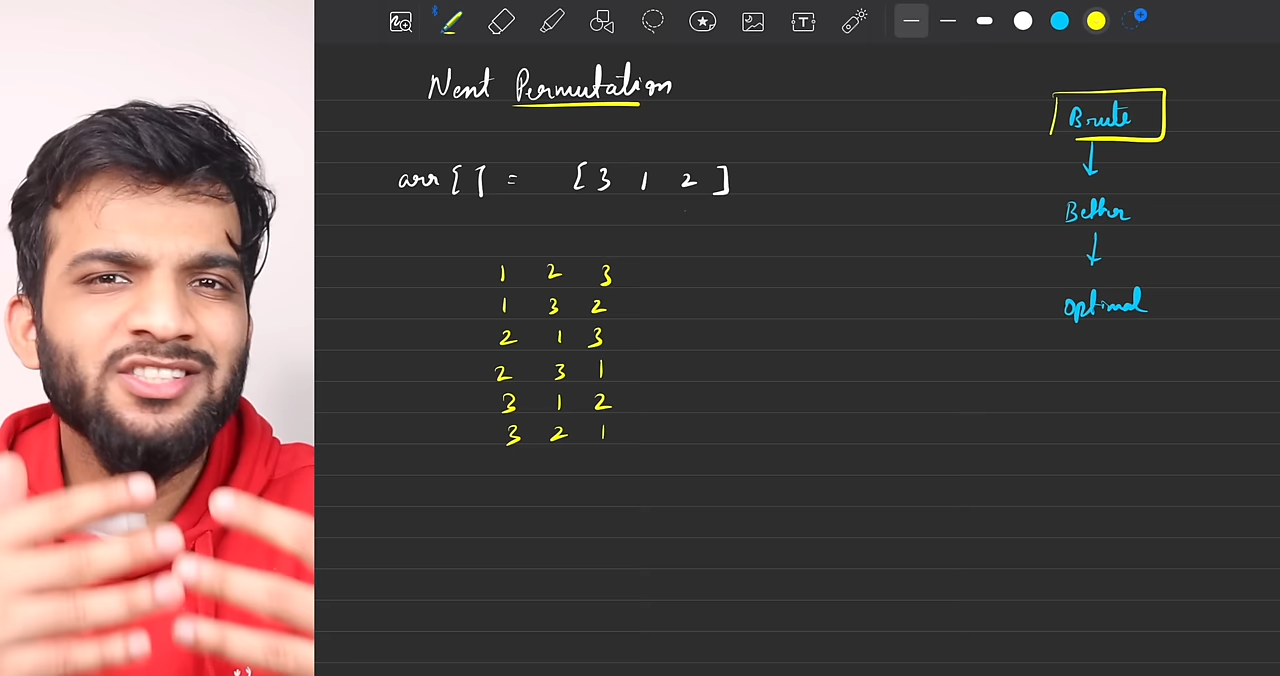 Next Permutation
arr [ ] = [ 3 1 2 ]
1 2 3
1 3 2
2 1 3
2 3 1
3 1 2
3 2 1
Brute
↓
Better
↓
Optimal
T